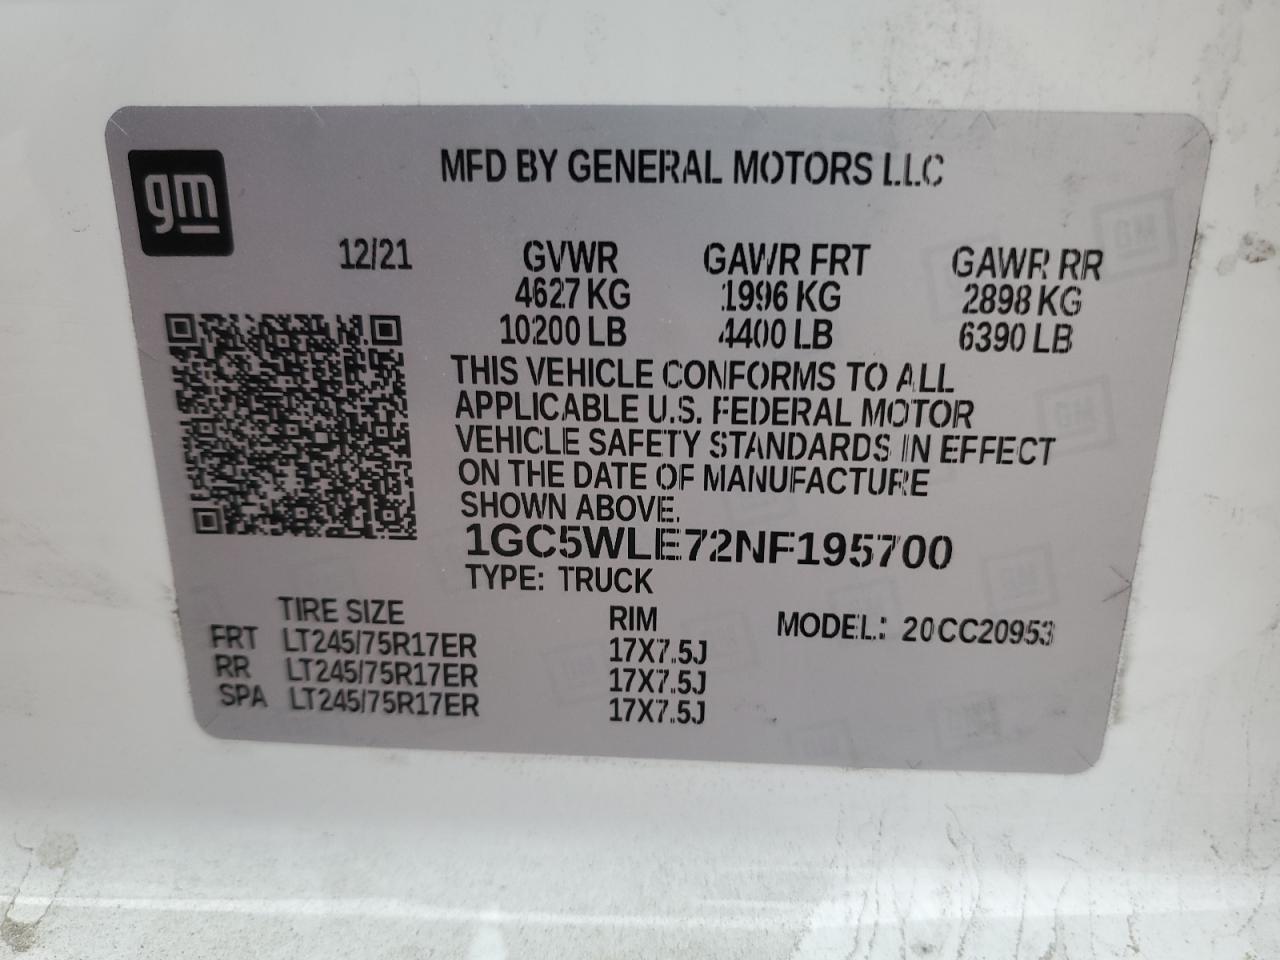 gm
MFD BY GENERAL MOTORS LLC
12/21 GVWR GAWR FRT GAWR RR
4627 KG 1996 KG 2898 KG
10200 LB 4400 LB 6390 LB
THIS VEHICLE CONFORMS TO ALL
APPLICABLE U.S. FEDERAL MOTOR
VEHICLE SAFETY STANDARDS IN EFFECT
ON THE DATE OF MANUFACTURE
SHOWN ABOVE.
1GC5WLE72NF195700
TYPE: TRUCK
TIRE SIZE RIM MODEL: 20CC20953
FRT LT245/75R17ER 17X7.5J
RR LT245/75R17ER 17X7.5J
SPA LT245/75R17ER 17X7.5J